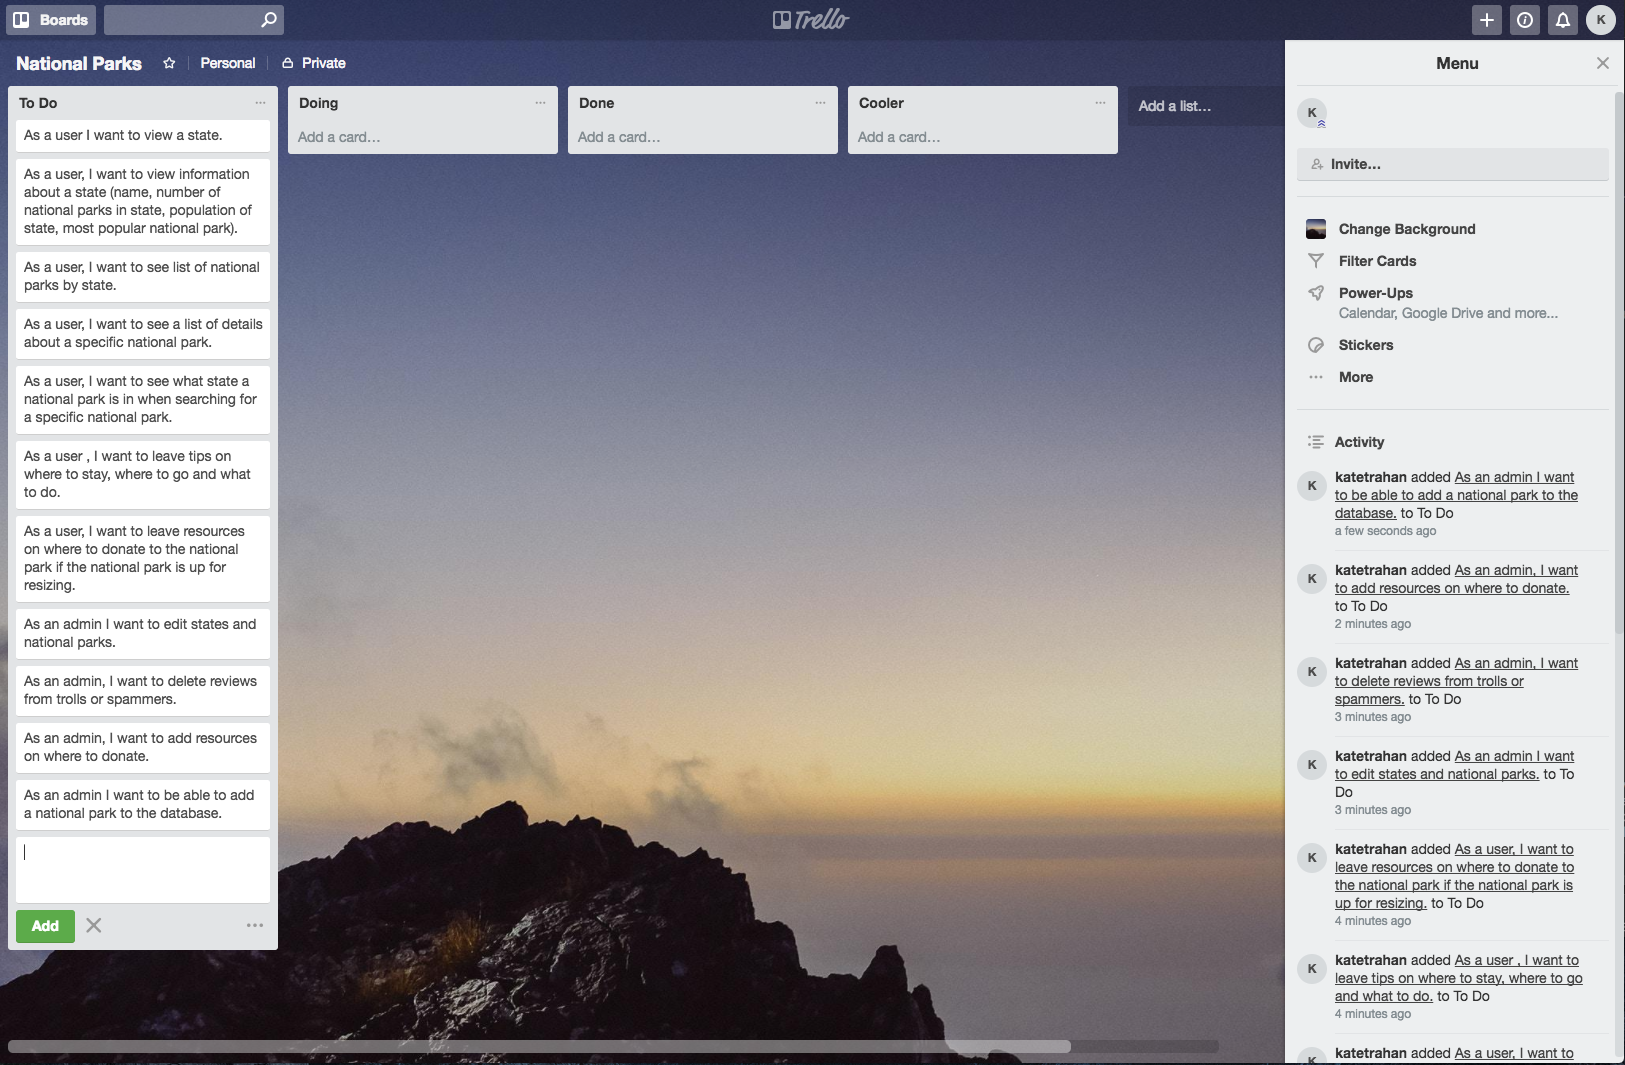 Boards
Trello
K
National Parks
Personal
Private
To Do
As a user I want to view a state.
As a user, I want to view information
about a state (name, number of
national parks in state, population of
state, most popular national park).
As a user, I want to see list of national
parks by state.
As a user, I want to see a list of details
about a specific national park.
As a user, I want to see what state a
national park is in when searching for
a specific national park.
As a user , I want to leave tips on
where to stay, where to go and what
to do.
As a user, I want to leave resources
on where to donate to the national
park if the national park is up for
resizing.
As an admin I want to edit states and
national parks.
As an admin, I want to delete reviews
from trolls or spammers.
As an admin, I want to add resources
on where to donate.
As an admin I want to be able to add
a national park to the database.
Add
Doing
Add a card...
Done
Add a card...
Cooler
Add a card...
Add a list...
Menu
K
Invite...
Change Background
Filter Cards
Power-Ups
Calendar, Google Drive and more...
Stickers
More
Activity
K
katetrahan added As an admin I want
to be able to add a national park to the
database. to To Do
a few seconds ago
K
katetrahan added As an admin, I want
to add resources on where to donate.
to To Do
2 minutes ago
K
katetrahan added As an admin, I want
to delete reviews from trolls or
spammers. to To Do
3 minutes ago
K
katetrahan added As an admin I want
to edit states and national parks. to To
Do
3 minutes ago
K
katetrahan added As a user, I want to
leave resources on where to donate to
the national park if the national park is
up for resizing. to To Do
4 minutes ago
K
katetrahan added As a user , I want to
leave tips on where to stay, where to go
and what to do. to To Do
4 minutes ago
K
katetrahan added As a user, I want to